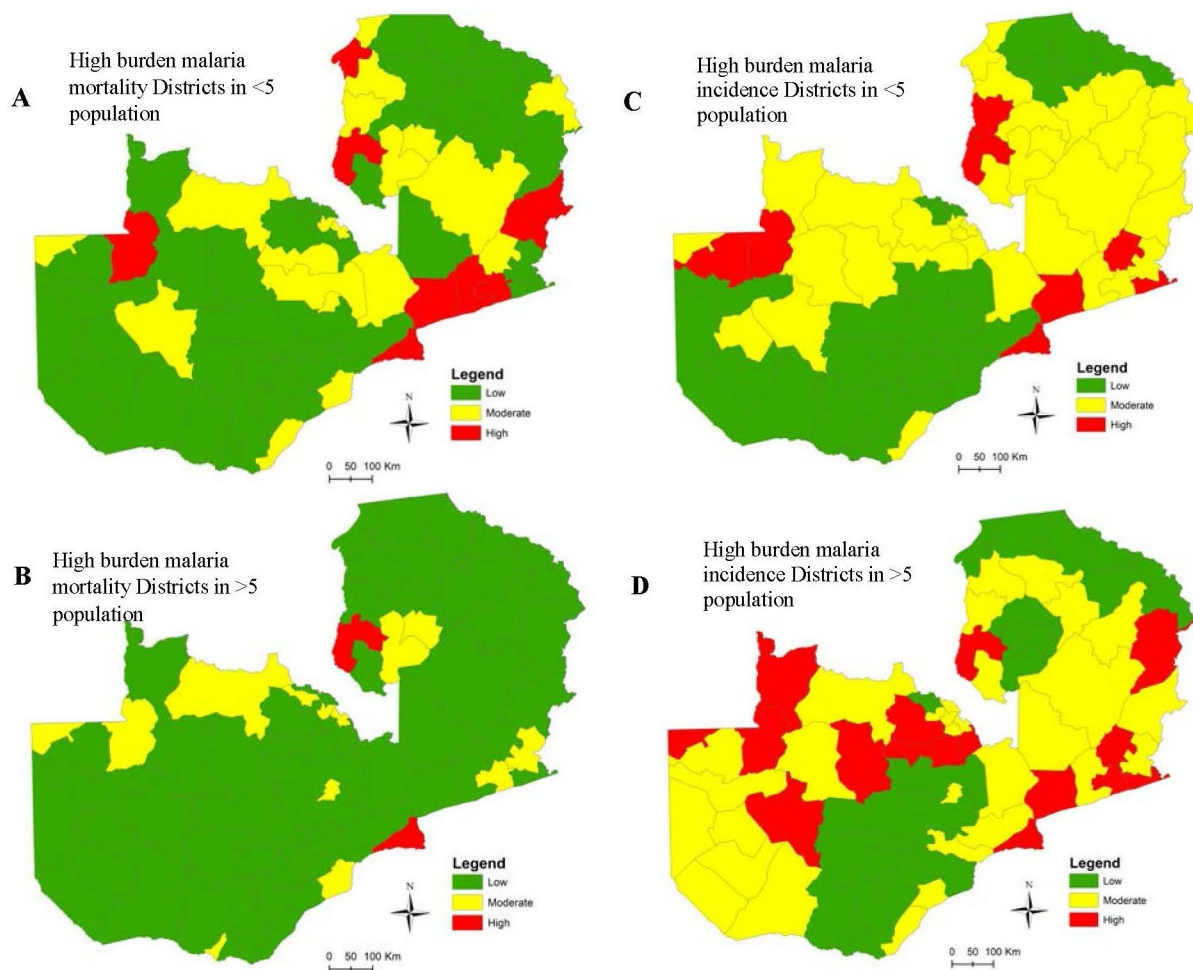 A
High burden malaria
mortality Districts in <5
population
N
Legend
Low
Moderate
High
0 50 100 Km
C
High burden malaria
incidence Districts in <5
population
N
Legend
Low
Moderate
High
0 50 100 Km
B
High burden malaria
mortality Districts in >5
population
N
Legend
Low
Moderate
High
0 50 100 Km
D
High burden malaria
incidence Districts in >5
population
N
Legend
Low
Moderate
High
0 50 100 Km